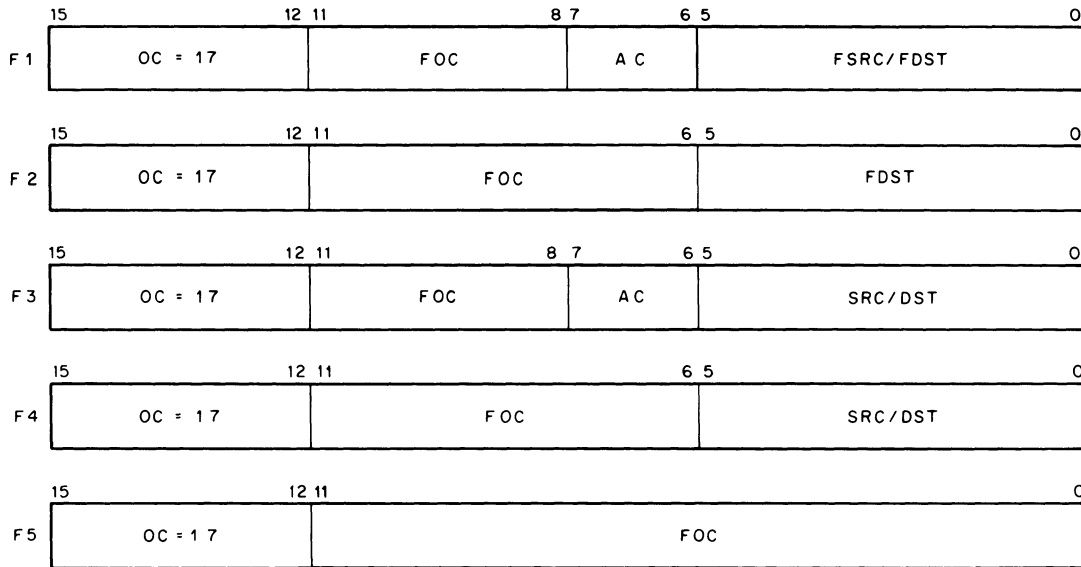 15 12 11 8 7 6 5 0
F1 OC = 17 FOC AC FSRC/FDST
15 12 11 6 5 0
F2 OC = 17 FOC FDST
15 12 11 8 7 6 5 0
F3 OC = 17 FOC AC SRC/DST
15 12 11 6 5 0
F4 OC = 17 FOC SRC/DST
15 12 11 0
F5 OC = 17 FOC